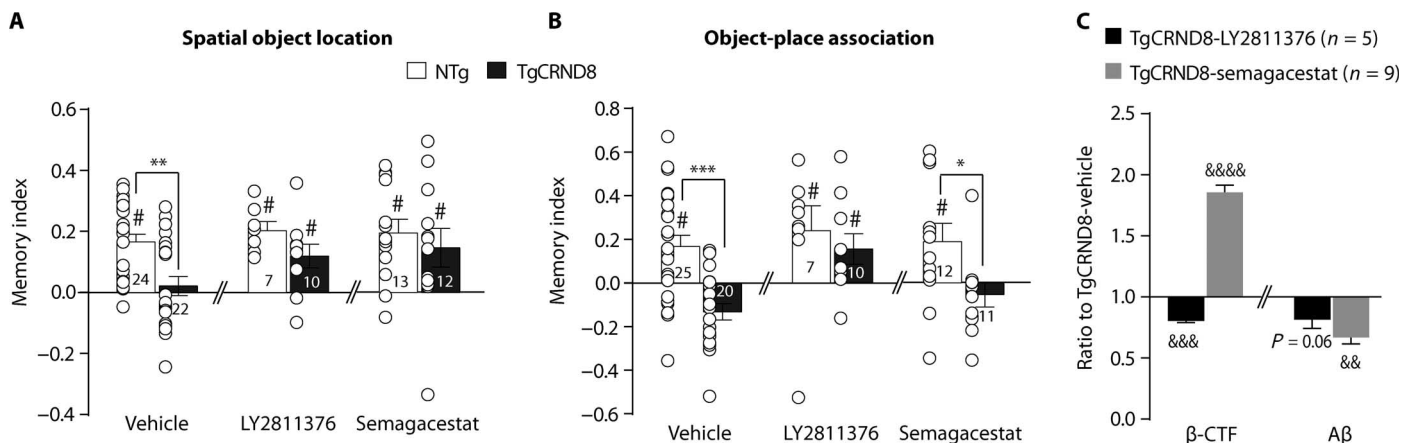 A
Spatial object location
B
Object-place association
C
TgCRND8-LY2811376 (n = 5)
TgCRND8-semagacestat (n = 9)
NTg
TgCRND8
Memory index
0.6
0.4
0.2
0.0
−0.2
−0.4
**
#
#
#
#
#
24
22
7
10
13
12
Vehicle
LY2811376
Semagacestat
Memory index
0.8
0.6
0.4
0.2
0.0
−0.2
−0.4
−0.6
***
*
#
#
#
#
25
20
7
10
12
11
Vehicle
LY2811376
Semagacestat
Ratio to TgCRND8-vehicle
2.5
2.0
1.5
1.0
0.5
0.0
&&&&
&&&
P = 0.06
&&
β-CTF
Aβ